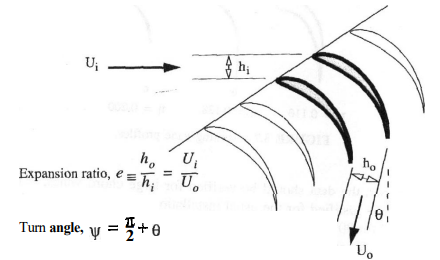 Uᵢ
hᵢ
Expansion ratio, e ≡ hₒ/hᵢ = Uᵢ/Uₒ
hₒ
Turn angle, ψ = π/2 + θ
θ
Uₒ